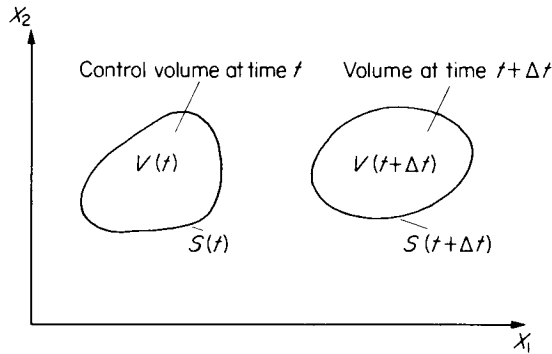 X₂
Control volume at time t
Volume at time t+Δt
V(t)
V(t+Δt)
S(t)
S(t+Δt)
X₁